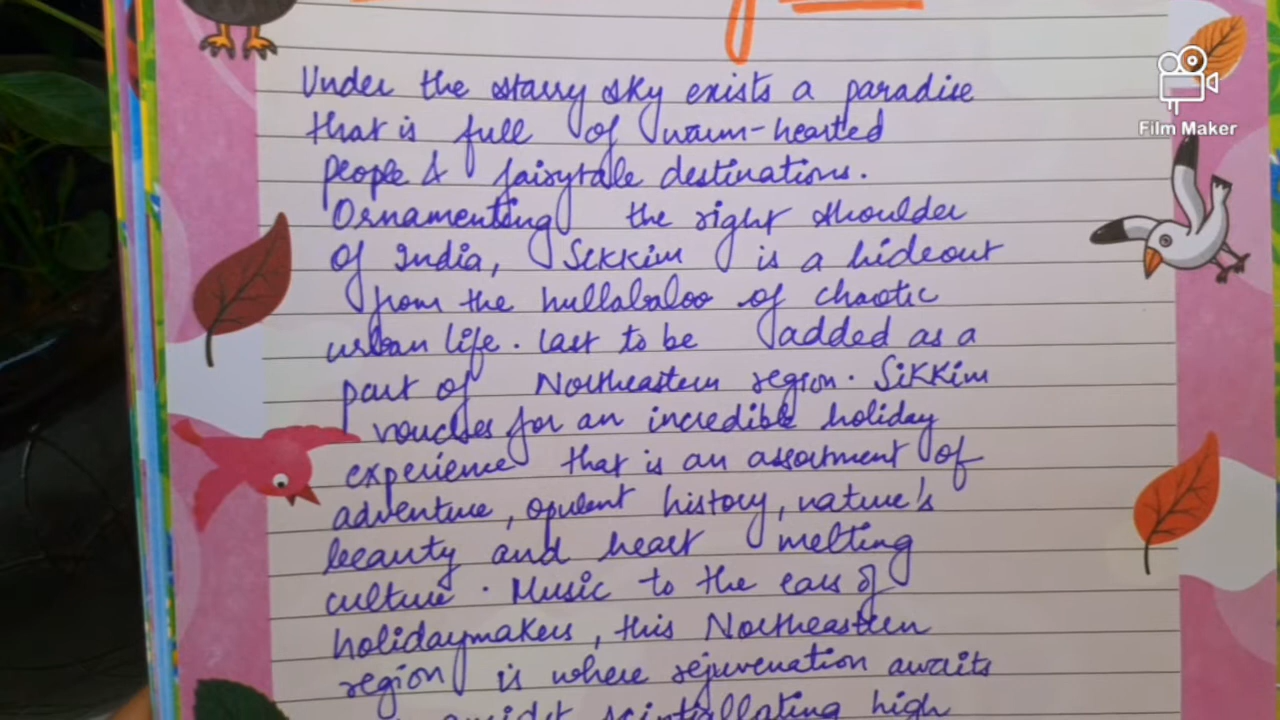 Under the starry sky exists a paradise
that is full of warm-hearted
people & fairytale destinations.
Ornamenting the right shoulder
of India, Sikkim is a hideout
from the hullabaloo of chaotic
urban life. last to be added as a
part of Northeastern region. Sikkim
vouches for an incredible holiday
experience that is an assortment of
adventure, opulent history, nature's
beauty and heart melting
culture. Music to the ears of
holidaymakers, this Northeastern
region is where rejuvenation awaits
amidst scintillating high
Film Maker